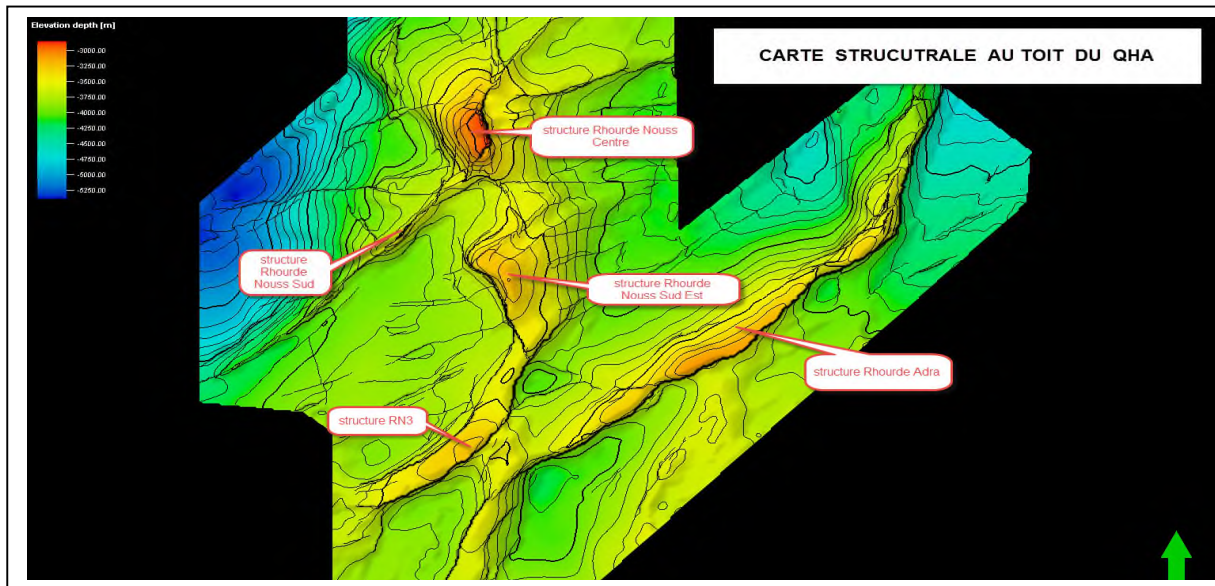 Elevation depth [m]
-3000.00
-3250.00
-3500.00
-3750.00
-4000.00
-4250.00
-4500.00
-4750.00
-5000.00
-5250.00
CARTE STRUCUTRALE AU TOIT DU QHA
structure Rhourde Nouss
Centre
structure
Rhourde
Nouss Sud
structure Rhourde
Nouss Sud Est
structure Rhourde Adra
structure RN3